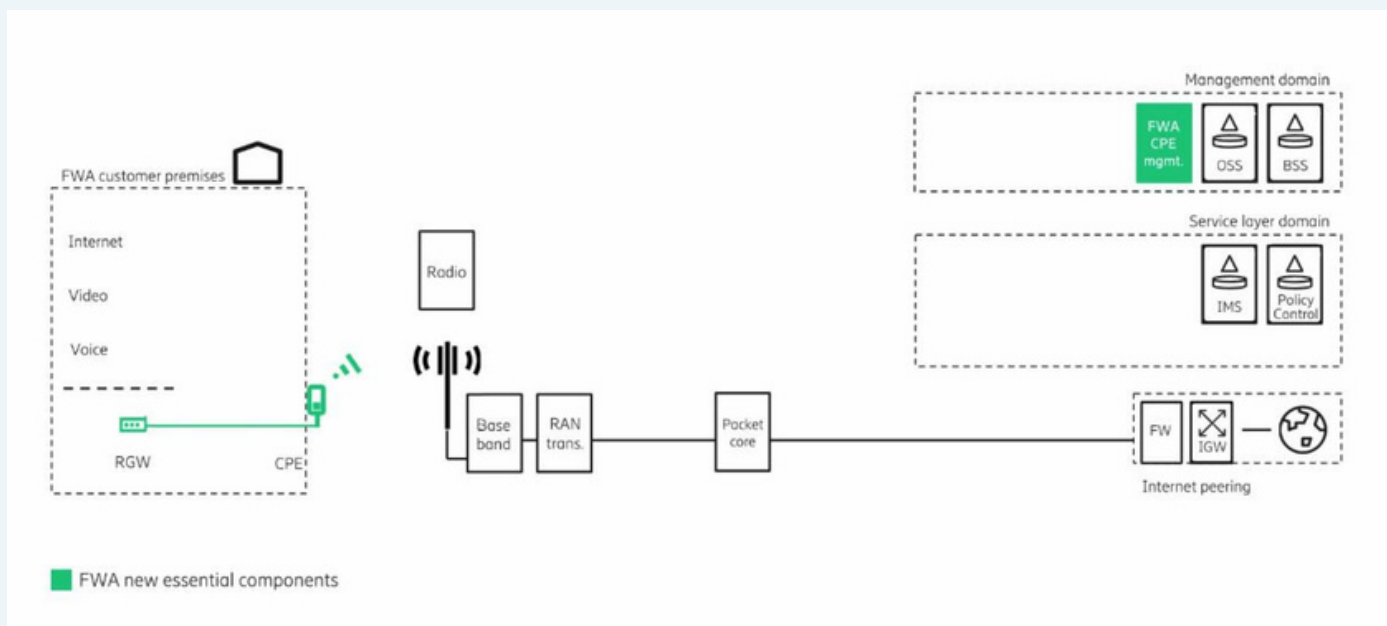 Management domain
FWA
CPE
mgmt.
OSS
BSS
FWA customer premises
Internet
Video
Voice
RGW
CPE
Radio
Base
band
RAN
trans.
Packet
core
Service layer domain
IMS
Policy
Control
FW
IGW
Internet peering
FWA new essential components